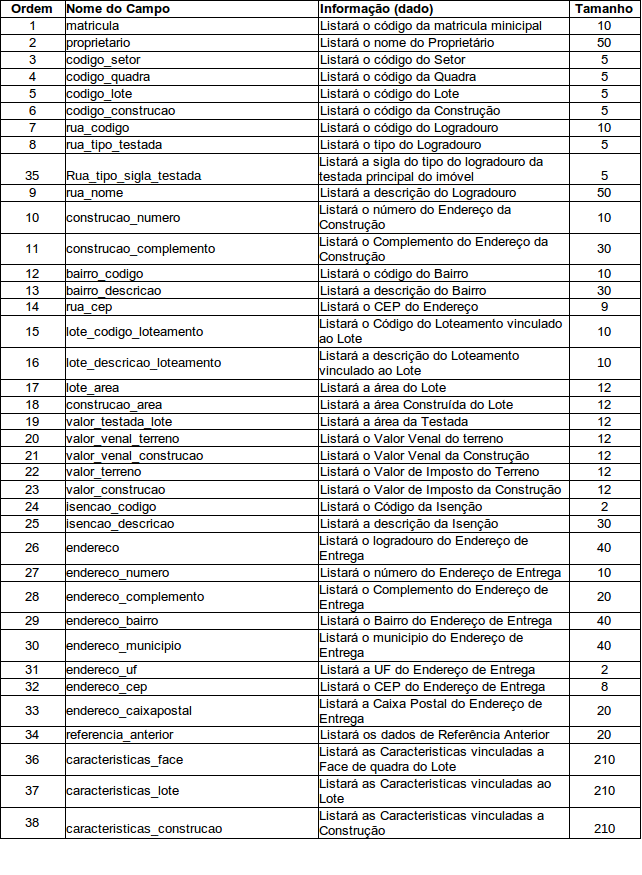 Ordem Nome do Campo Informação (dado) Tamanho
1 matricula Listará o código da matricula minicipal 10
2 proprietario Listará o nome do Proprietário 50
3 codigo_setor Listará o código do Setor 5
4 codigo_quadra Listará o código da Quadra 5
5 codigo_lote Listará o código do Lote 5
6 codigo_construcao Listará o código da Construção 5
7 rua_codigo Listará o código do Logradouro 10
8 rua_tipo_testada Listará o tipo do Logradouro 5
Listará a sigla do tipo do logradouro da
35 Rua_tipo_sigla_testada testada principal do imóvel 5
9 rua_nome Listará a descrição do Logradouro 50
10 construcao_numero Listará o número do Endereço da
Construção 10
11 construcao_complemento Listará o Complemento do Endereço da
Construção 30
12 bairro_codigo Listará o código do Bairro 10
13 bairro_descricao Listará a descrição do Bairro 30
14 rua_cep Listará o CEP do Endereço 9
15 lote_codigo_loteamento Listará o Código do Loteamento vinculado
ao Lote 10
16 lote_descricao_loteamento Listará a descrição do Loteamento
vinculado ao Lote 10
17 lote_area Listará a área do Lote 12
18 construcao_area Listará a área Construída do Lote 12
19 valor_testada_lote Listará a área da Testada 12
20 valor_venal_terreno Listará o Valor Venal do terreno 12
21 valor_venal_construcao Listará o Valor Venal da Construção 12
22 valor_terreno Listará o Valor de Imposto do Terreno 12
23 valor_construcao Listará o Valor de Imposto da Construção 12
24 isencao_codigo Listará o Código da Isenção 2
25 isencao_descricao Listará a descrição da Isenção 30
26 endereco Listará o logradouro do Endereço de
Entrega 40
27 endereco_numero Listará o número do Endereço de Entrega 10
28 endereco_complemento Listará o Complemento do Endereço de
Entrega 20
29 endereco_bairro Listará o Bairro do Endereço de Entrega 40
30 endereco_municipio Listará o municipio do Endereço de
Entrega 40
31 endereco_uf Listará a UF do Endereço de Entrega 2
32 endereco_cep Listará o CEP do Endereço de Entrega 8
33 endereco_caixapostal Listará a Caixa Postal do Endereço de
Entrega 20
34 referencia_anterior Listará os dados de Referência Anterior 20
36 caracteristicas_face Listará as Caracteristicas vinculadas a
Face de quadra do Lote 210
37 caracteristicas_lote Listará as Caracteristicas vinculadas ao
Lote 210
38 caracteristicas_construcao Listará as Caracteristicas vinculadas a
Construção 210